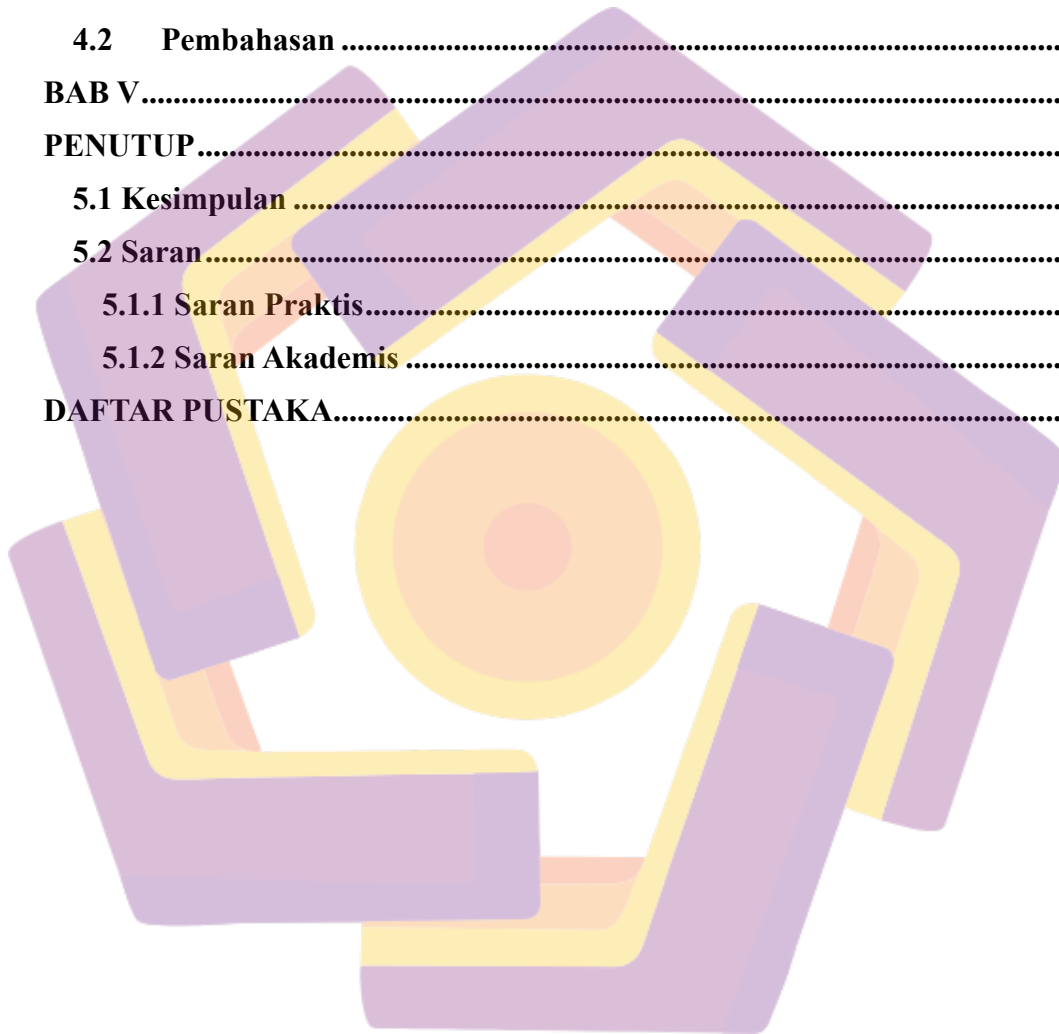 4.2 Pembahasan ........................................................................................
BAB V........................................................................................................................
PENUTUP.................................................................................................................
5.1 Kesimpulan .................................................................................................
5.2 Saran............................................................................................................
5.1.1 Saran Praktis........................................................................................
5.1.2 Saran Akademis ...................................................................................
DAFTAR PUSTAKA.............................................................................................